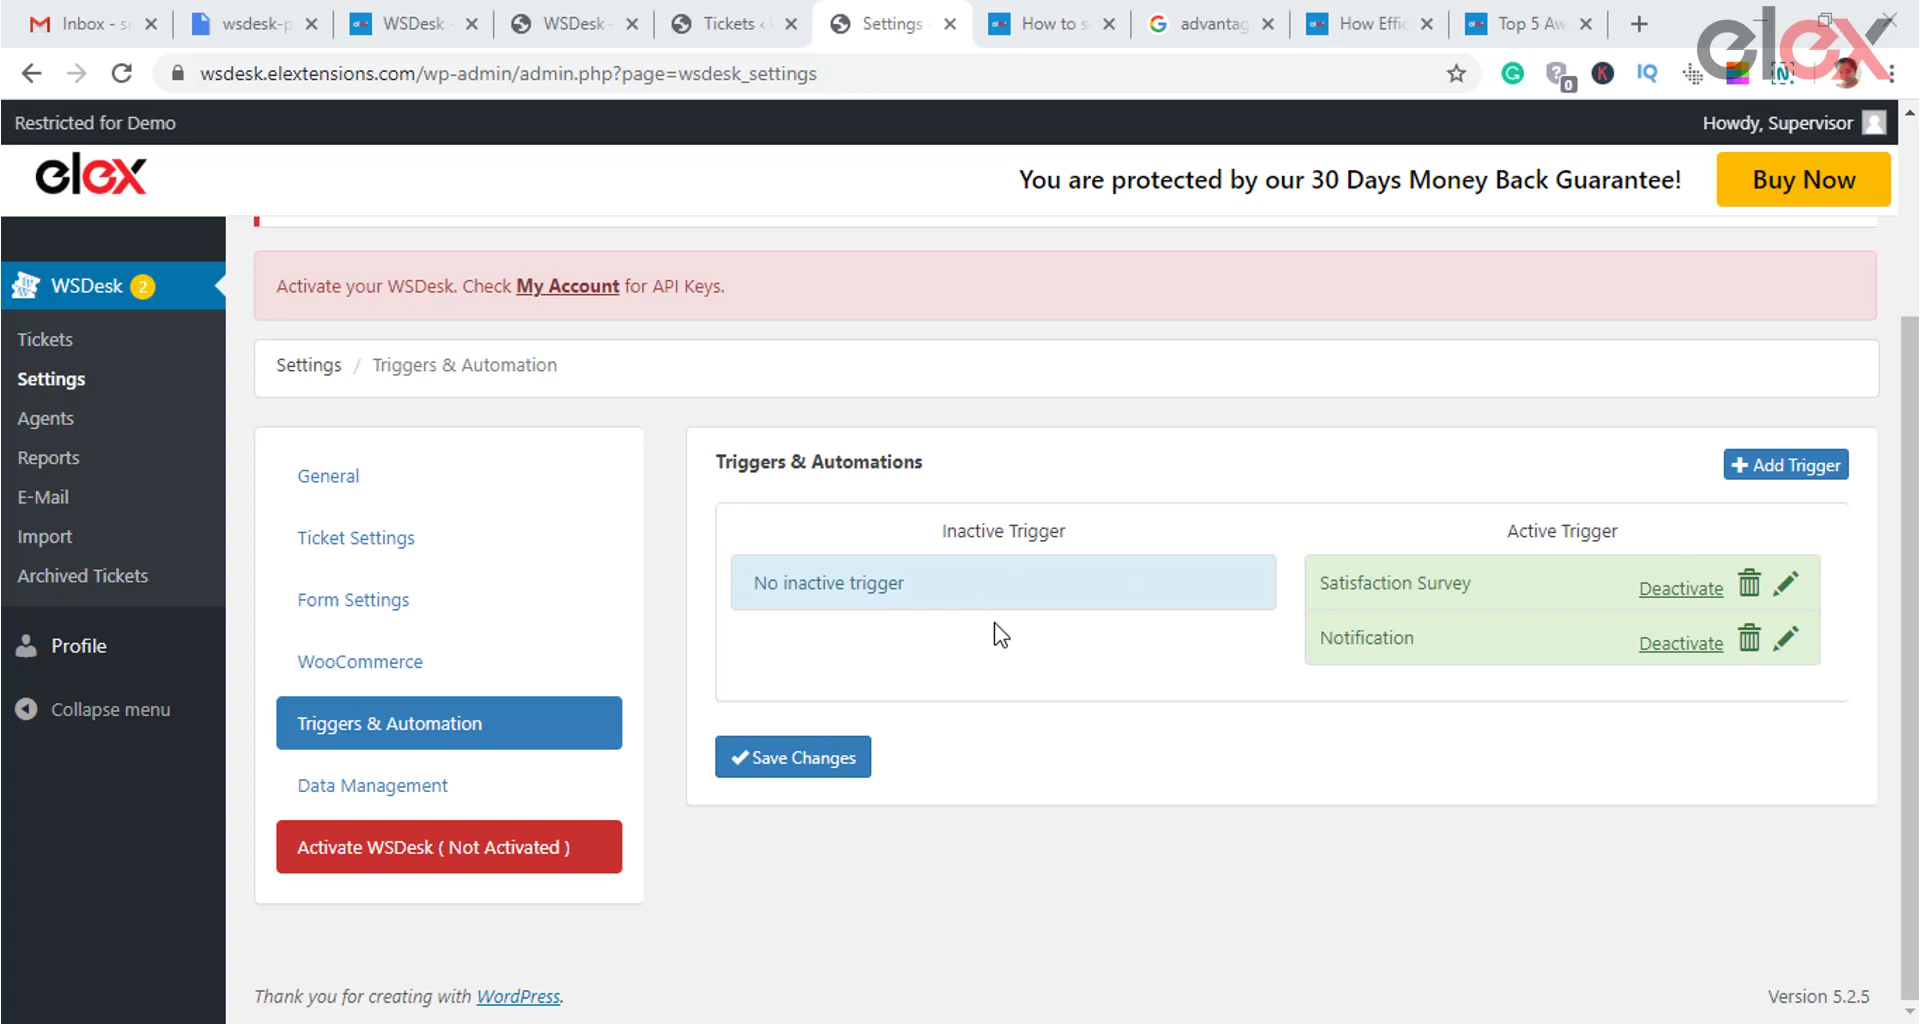 Inbox - s
wsdesk-p
WSDesk
WSDesk -
Tickets ‹
Settings
How to s
advantag
How Effi
Top 5 Aw
elex
wsdesk.elextensions.com/wp-admin/admin.php?page=wsdesk_settings
0
K
IQ
N
Restricted for Demo
Howdy, Supervisor
elex
You are protected by our 30 Days Money Back Guarantee!
Buy Now
WSDesk 2
Tickets
Settings
Agents
Reports
E-Mail
Import
Archived Tickets
Profile
Collapse menu
Activate your WSDesk. Check My Account for API Keys.
Settings / Triggers & Automation
General
Ticket Settings
Form Settings
WooCommerce
Triggers & Automation
Data Management
Activate WSDesk ( Not Activated )
Triggers & Automations
Add Trigger
Inactive Trigger
Active Trigger
No inactive trigger
Satisfaction Survey
Deactivate
Notification
Deactivate
Save Changes
Thank you for creating with WordPress.
Version 5.2.5